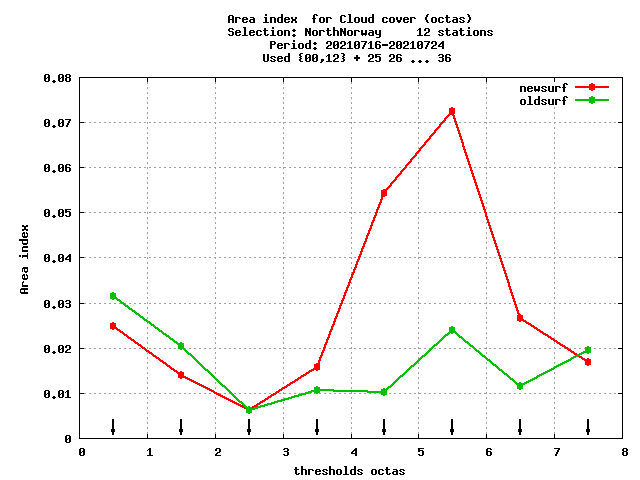 Area index  for Cloud cover (octas)
Selection: NorthNorway     12 stations
Period: 20210716-20210724
Used {00,12} + 25 26 ... 36
newsurf
oldsurf
0.08
0.07
0.06
0.05
0.04
0.03
0.02
0.01
0
Area index
0 1 2 3 4 5 6 7 8
thresholds octas